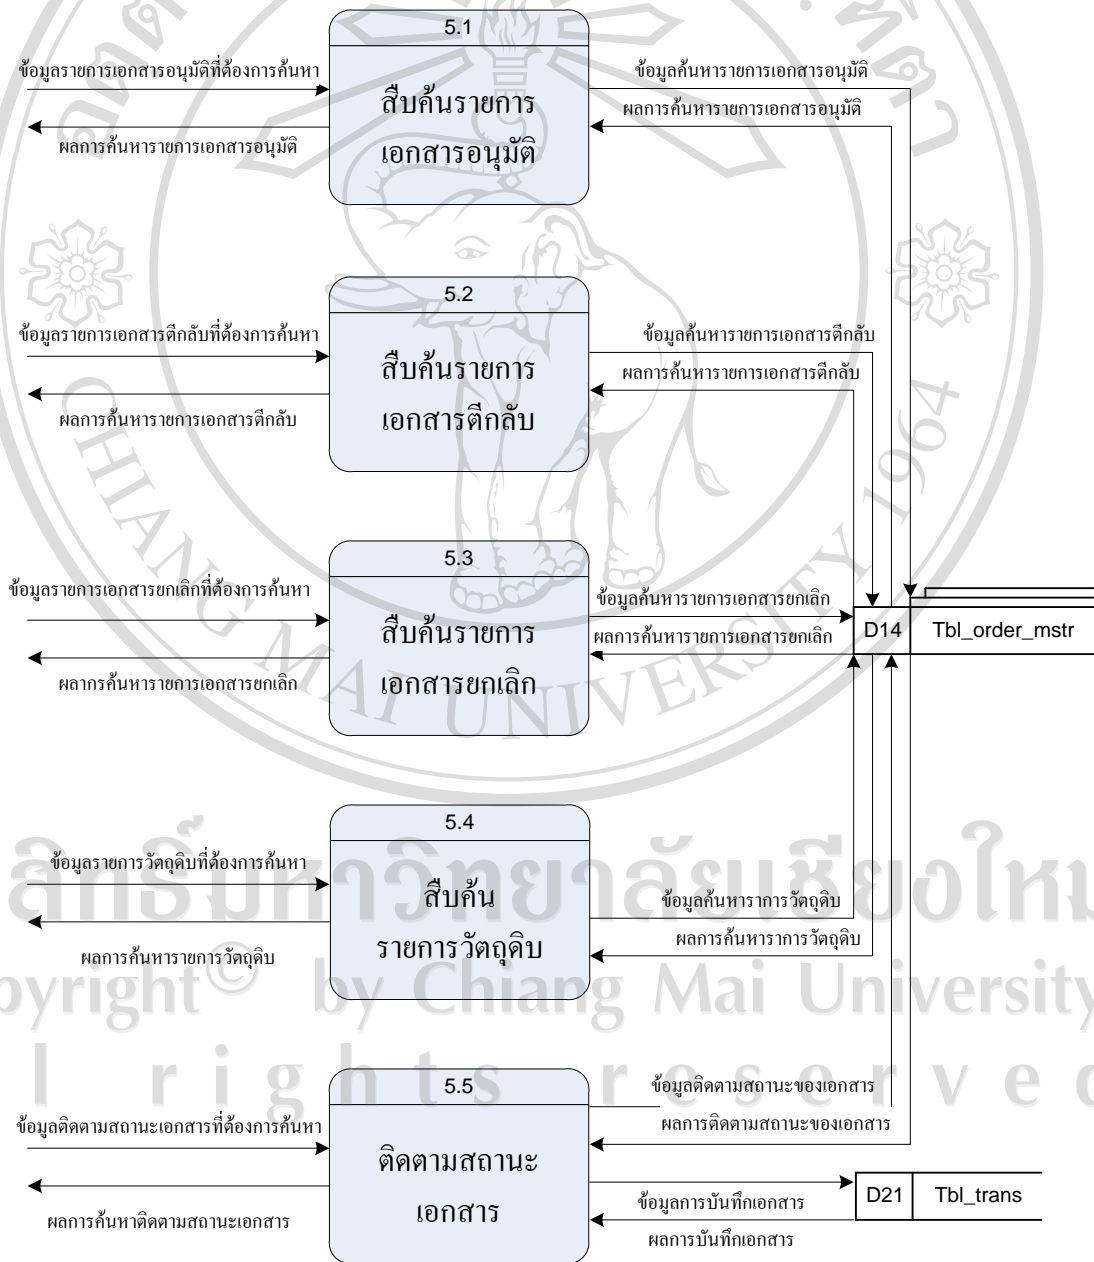 5.1
ข้อมูลรายการเอกสารอนุมัติที่ต้องการค้นหา
ผลการค้นหารายการเอกสารอนุมัติ
สืบค้นรายการ
เอกสารอนุมัติ
ข้อมูลค้นหารายการเอกสารอนุมัติ
ผลการค้นหารายการเอกสารอนุมัติ
5.2
ข้อมูลรายการเอกสารตีกลับที่ต้องการค้นหา
ผลการค้นหารายการเอกสารตีกลับ
สืบค้นรายการ
เอกสารตีกลับ
ข้อมูลค้นหารายการเอกสารตีกลับ
ผลการค้นหารายการเอกสารตีกลับ
5.3
ข้อมูลรายการเอกสารยกเลิกที่ต้องการค้นหา
ผลากรค้นหารายการเอกสารยกเลิก
สืบค้นรายการ
เอกสารยกเลิก
ข้อมูลค้นหารายการเอกสารยกเลิก
ผลการค้นหารายการเอกสารยกเลิก
D14 Tbl_order_mstr
5.4
ข้อมูลรายการวัตถุดิบที่ต้องการค้นหา
ผลการค้นหารายการวัตถุดิบ
สืบค้น
รายการวัตถุดิบ
ข้อมูลค้นหาราการวัตถุดิบ
ผลการค้นหาราการวัตถุดิบ
5.5
ข้อมูลติดตามสถานะเอกสารที่ต้องการค้นหา
ผลการค้นหาติดตามสถานะเอกสาร
ติดตามสถานะ
เอกสาร
ข้อมูลติดตามสถานะของเอกสาร
ผลการติดตามสถานะของเอกสาร
ข้อมูลการบันทึกเอกสาร
ผลการบันทึกเอกสาร
D21 Tbl_trans
CHIANG MAI UNIVERSITY 1964
by Chiang Mai University
rights reserved